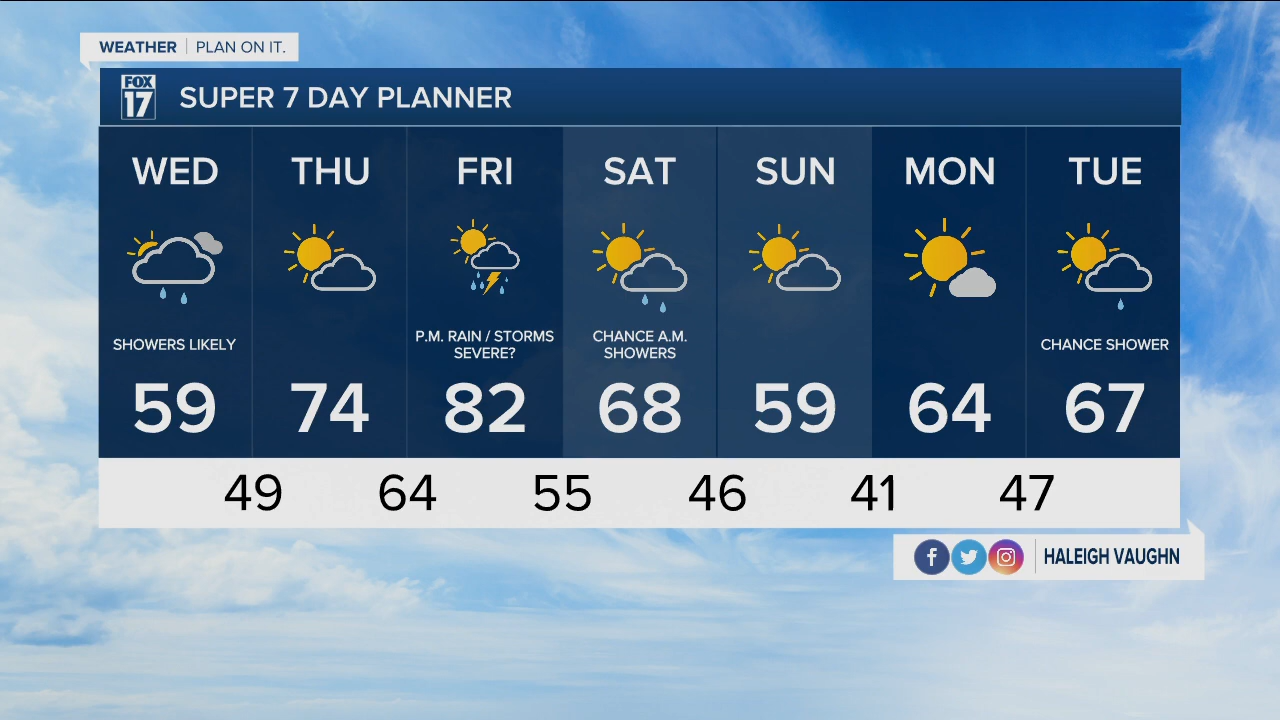 WEATHER | PLAN ON IT.
FOX
17
SUPER 7 DAY PLANNER
WED THU FRI SAT SUN MON TUE
SHOWERS LIKELY
P.M. RAIN / STORMS
SEVERE?
CHANCE A.M.
SHOWERS
CHANCE SHOWER
59 74 82 68 59 64 67
49 64 55 46 41 47
HALEIGH VAUGHN